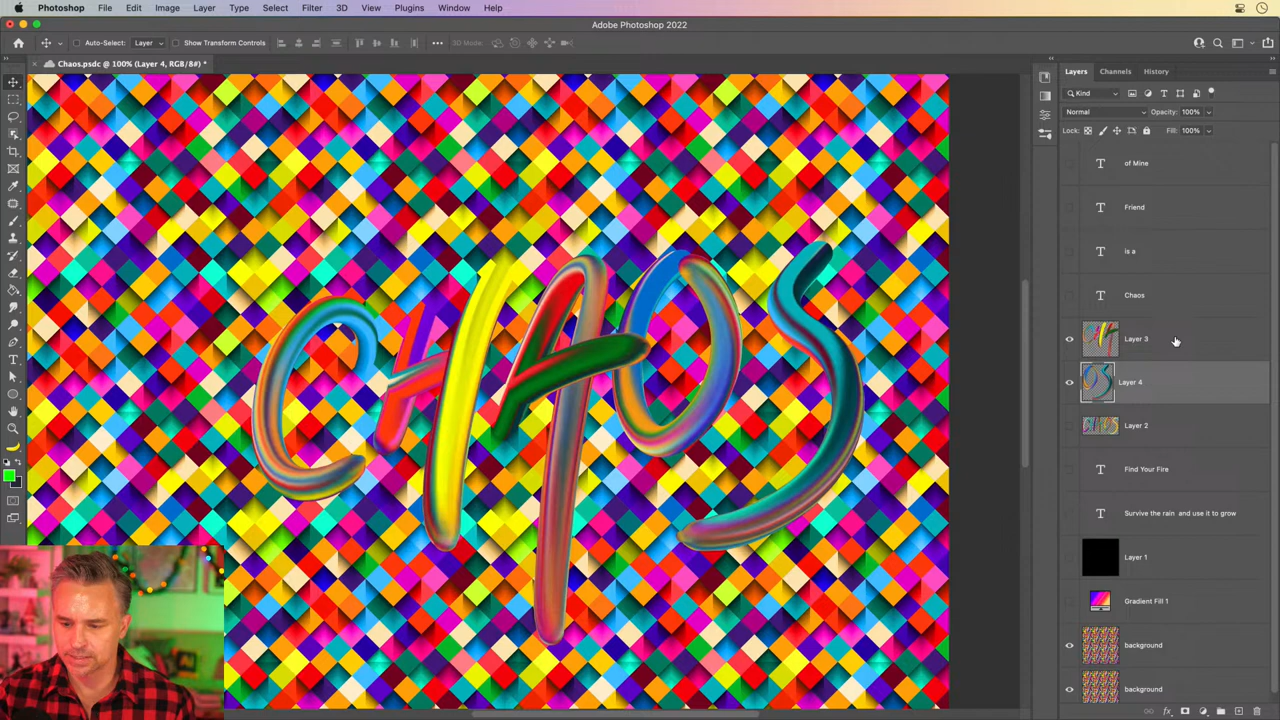 Photoshop File Edit Image Layer Type Select Filter 3D View Plugins Window Help
Adobe Photoshop 2022
Auto-Select: Layer Show Transform Controls 3D Mode:
Chaos.psdc @ 100% (Layer 4, RGB/8#) *
Layers Channels History
Kind
Normal Opacity: 100%
Lock: Fill: 100%
T of Mine
T Friend
T is a
T Chaos
Layer 3
Layer 4
Layer 2
T Find Your Fire
T Survive the rain and use it to grow
Layer 1
Gradient Fill 1
background
background
fx
CHAOS